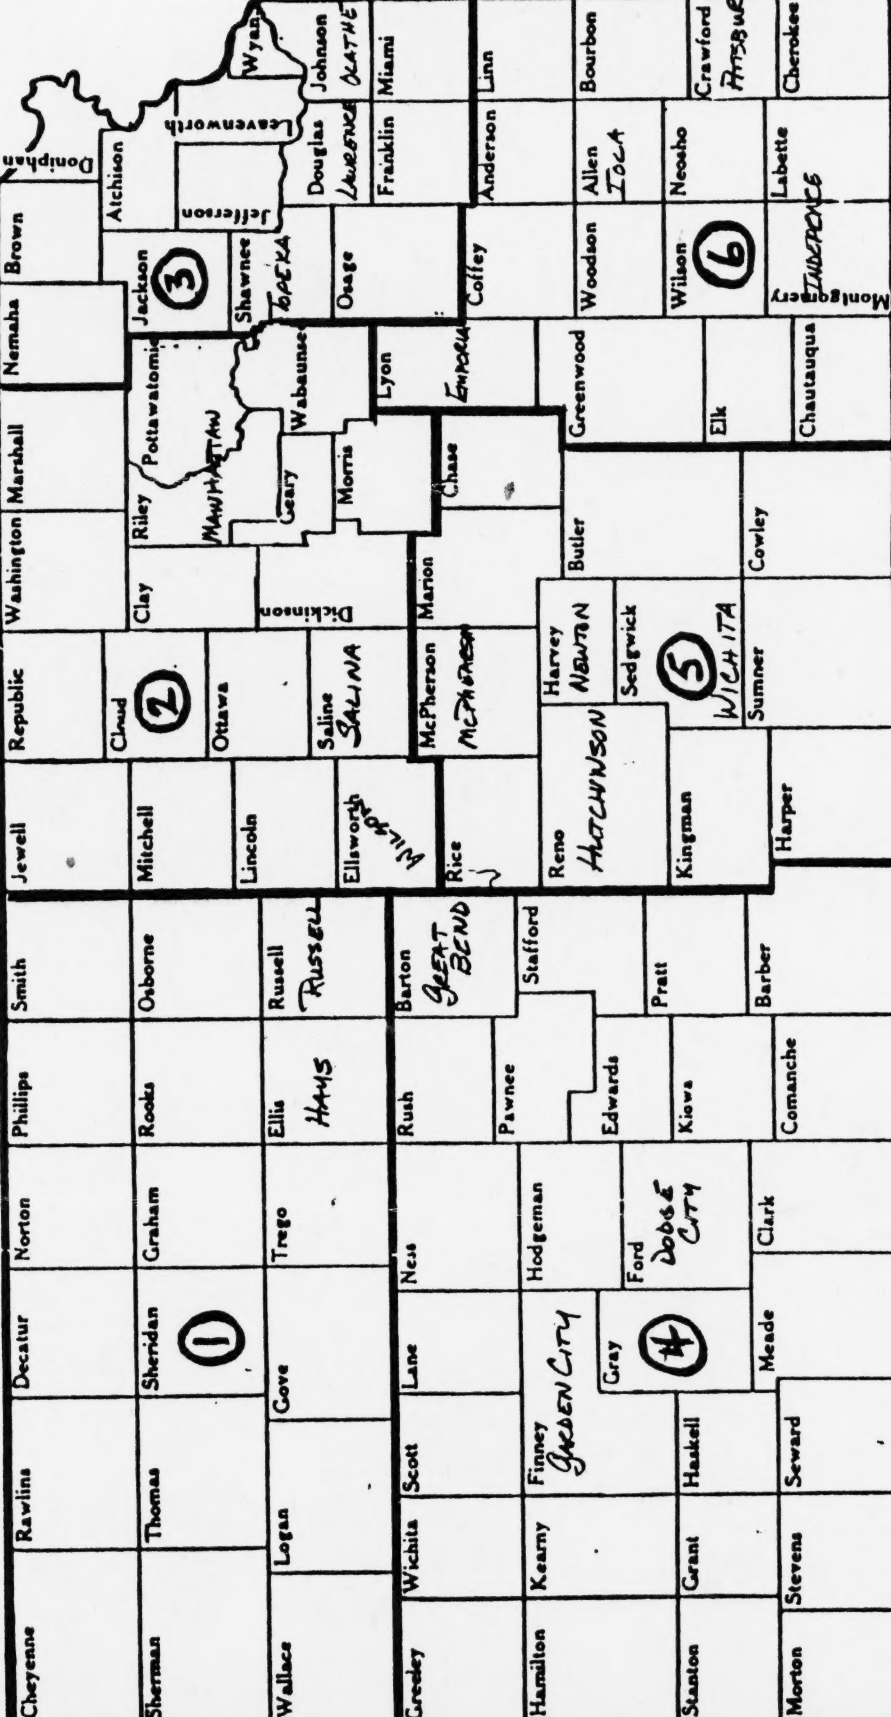 Cheyenne Rawlins Decatur Norton Phillips Smith Jewell Republic Washington Marshall Nemaha Brown Doniphan
Sherman Thomas Sheridan Graham Rooks Osborne Mitchell Cloud Clay Riley Pottawatomie Jackson Atchison
1
2
3
MANHATTAN
Leavenworth
Jefferson
Wyan.
Wallace Logan Gove Trego Ellis Russell Lincoln Ottawa Dickinson Geary Wabaunsee Shawnee Douglas Johnson
HAYS
RUSSELL
TOPEKA
LAURENCE
OLATHE
Ellsworth Saline Morris Osage Franklin Miami
WILSON
SALINA
Greeley Wichita Scott Lane Ness Rush Barton Rice McPherson Marion Chase Lyon Coffey Anderson Linn
GREAT
BEND
MCPHERSON
EMPORIA
Hamilton Kearny Finney Hodgeman Pawnee Stafford Reno Harvey Butler Greenwood Woodson Allen Bourbon
GARDEN CITY
HUTCHINSON
NEWTON
IOLA
Gray Ford Edwards Sedgwick
4
DODGE
CITY
5
WICHITA
Stanton Grant Haskell Kiowa Pratt Kingman Elk Wilson Neosho Crawford
6
PITTSBUR
Morton Stevens Seward Meade Clark Comanche Barber Harper Sumner Cowley Chautauqua Montgomery Labette Cherokee
INDEPENCE